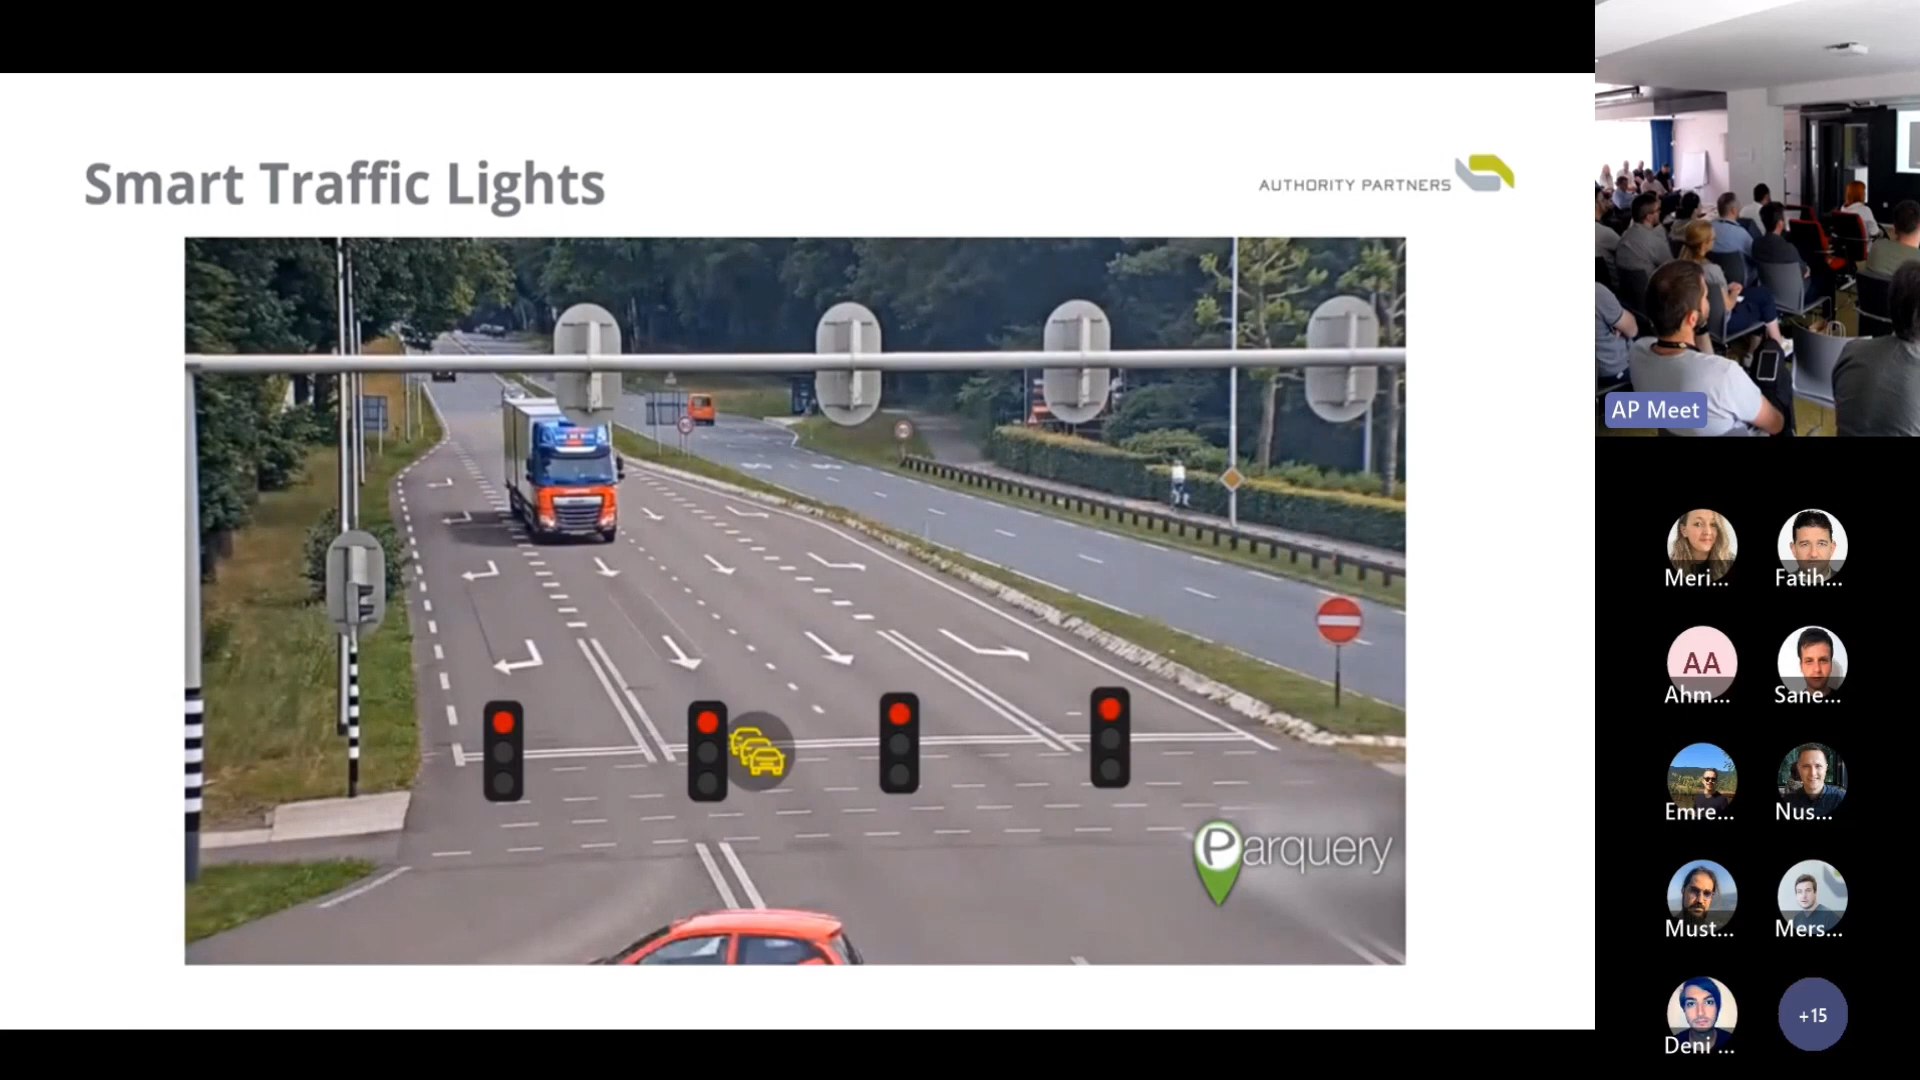 Smart Traffic Lights
AUTHORITY PARTNERS
Parquery
AP Meet
Meri...
Fatih...
AA
Ahm...
Sane...
Emre...
Nus...
Must...
Mers...
Deni ...
+15